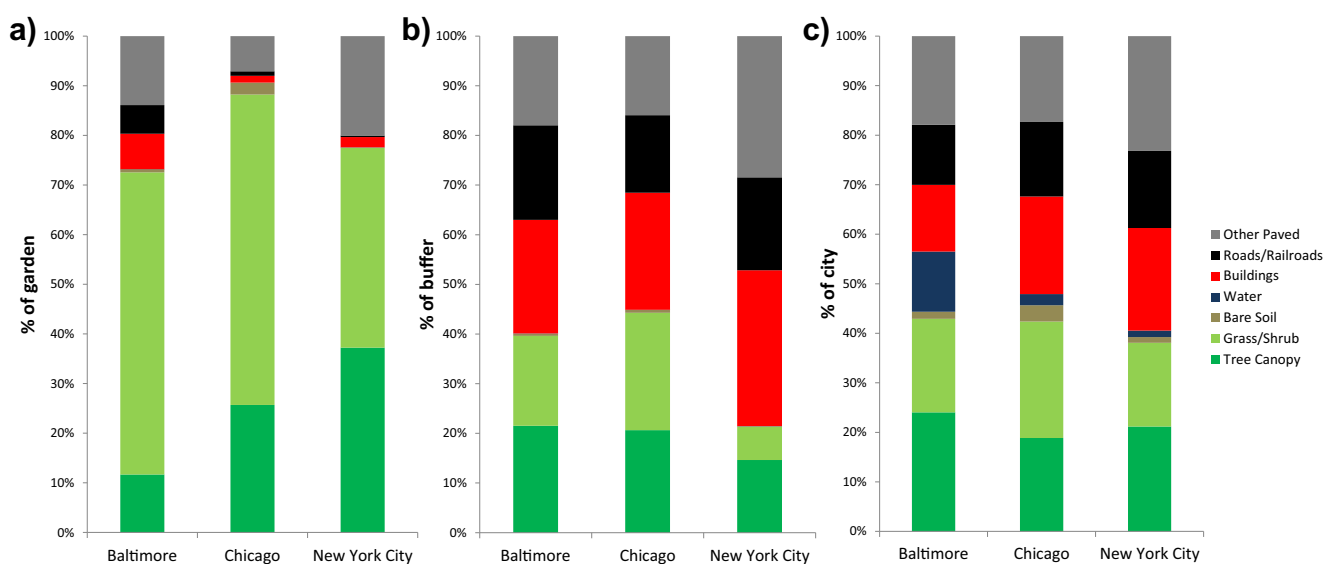 a)
% of garden
100%
90%
80%
70%
60%
50%
40%
30%
20%
10%
0%
Baltimore
Chicago
New York City
b)
% of buffer
100%
90%
80%
70%
60%
50%
40%
30%
20%
10%
0%
Baltimore
Chicago
New York City
c)
% of city
100%
90%
80%
70%
60%
50%
40%
30%
20%
10%
0%
Baltimore
Chicago
New York City
Other Paved
Roads/Railroads
Buildings
Water
Bare Soil
Grass/Shrub
Tree Canopy